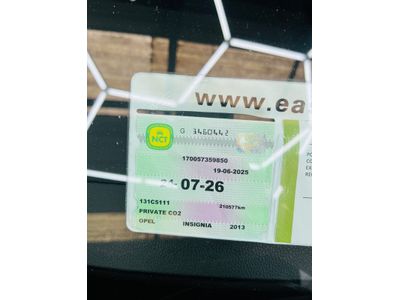 www.ea
G 3460442
NCT
170057359850
19-06-2025
07-26
131C5111
210577km
PRIVATE CO2
OPEL INSIGNIA 2013